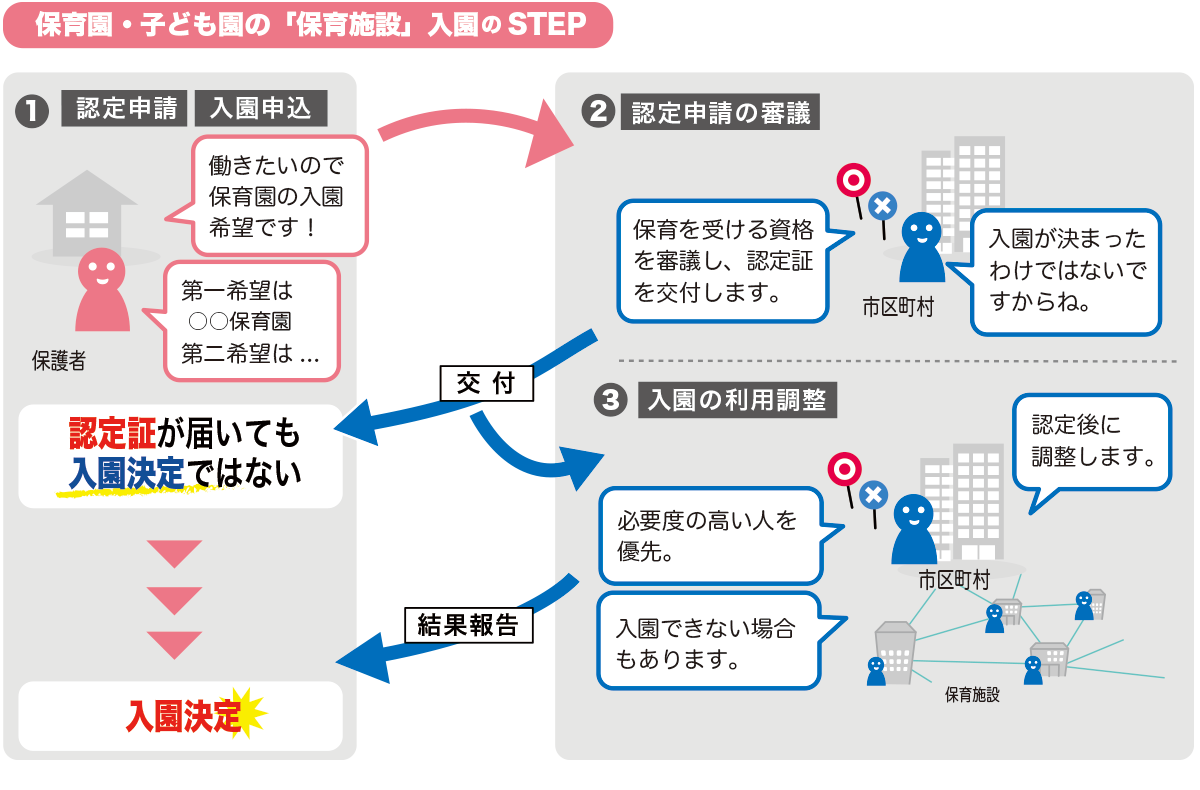 保育園・子ども園の「保育施設」入園のSTEP
1 認定申請 入園申込
働きたいので
保育園の入園
希望です！
第一希望は
○○保育園
第二希望は…
保護者
2 認定申請の審議
保育を受ける資格
を審議し、認定証
を交付します。
入園が決まった
わけではないで
すからね。
市区町村
交付
認定証が届いても
入園決定ではない
3 入園の利用調整
認定後に
調整します。
必要度の高い人を
優先。
市区町村
入園できない場合
もあります。
保育施設
結果報告
入園決定